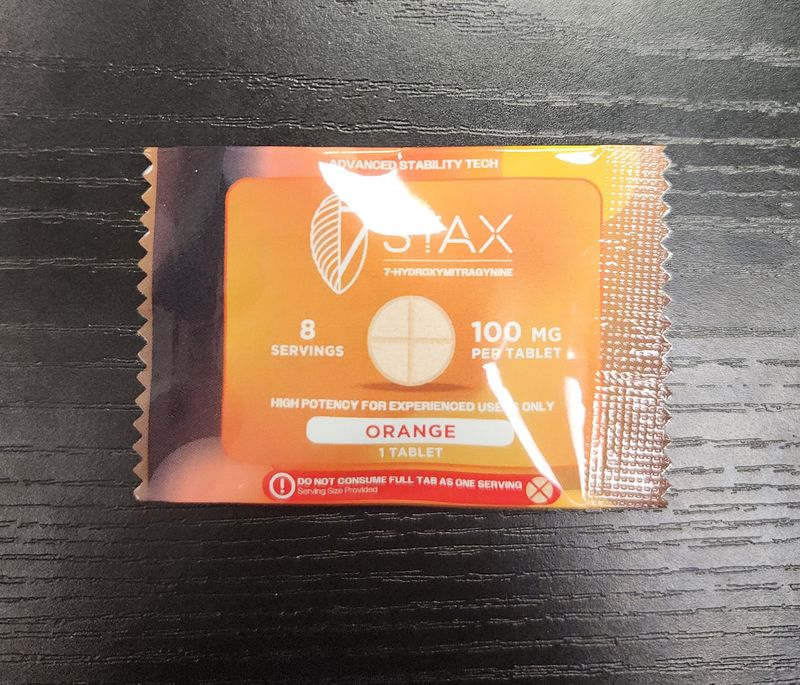 ADVANCED STABILITY TECH
7 STAX
7-HYDROXYMITRAGYNINE
8
SERVINGS
100 MG
PER TABLET
HIGH POTENCY FOR EXPERIENCED USERS ONLY
ORANGE
1 TABLET
DO NOT CONSUME FULL TAB AS ONE SERVING
Serving Size Provided